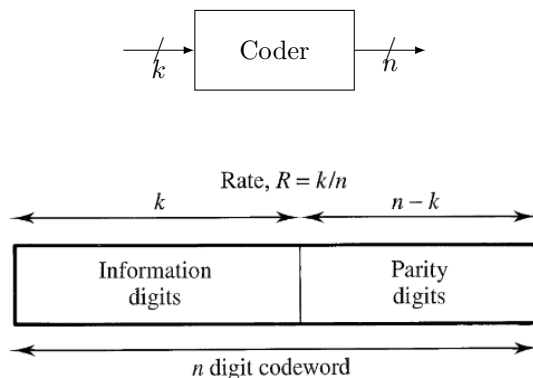 Coder
k
n
Rate, R = k/n
k
n − k
Information
digits
Parity
digits
n digit codeword